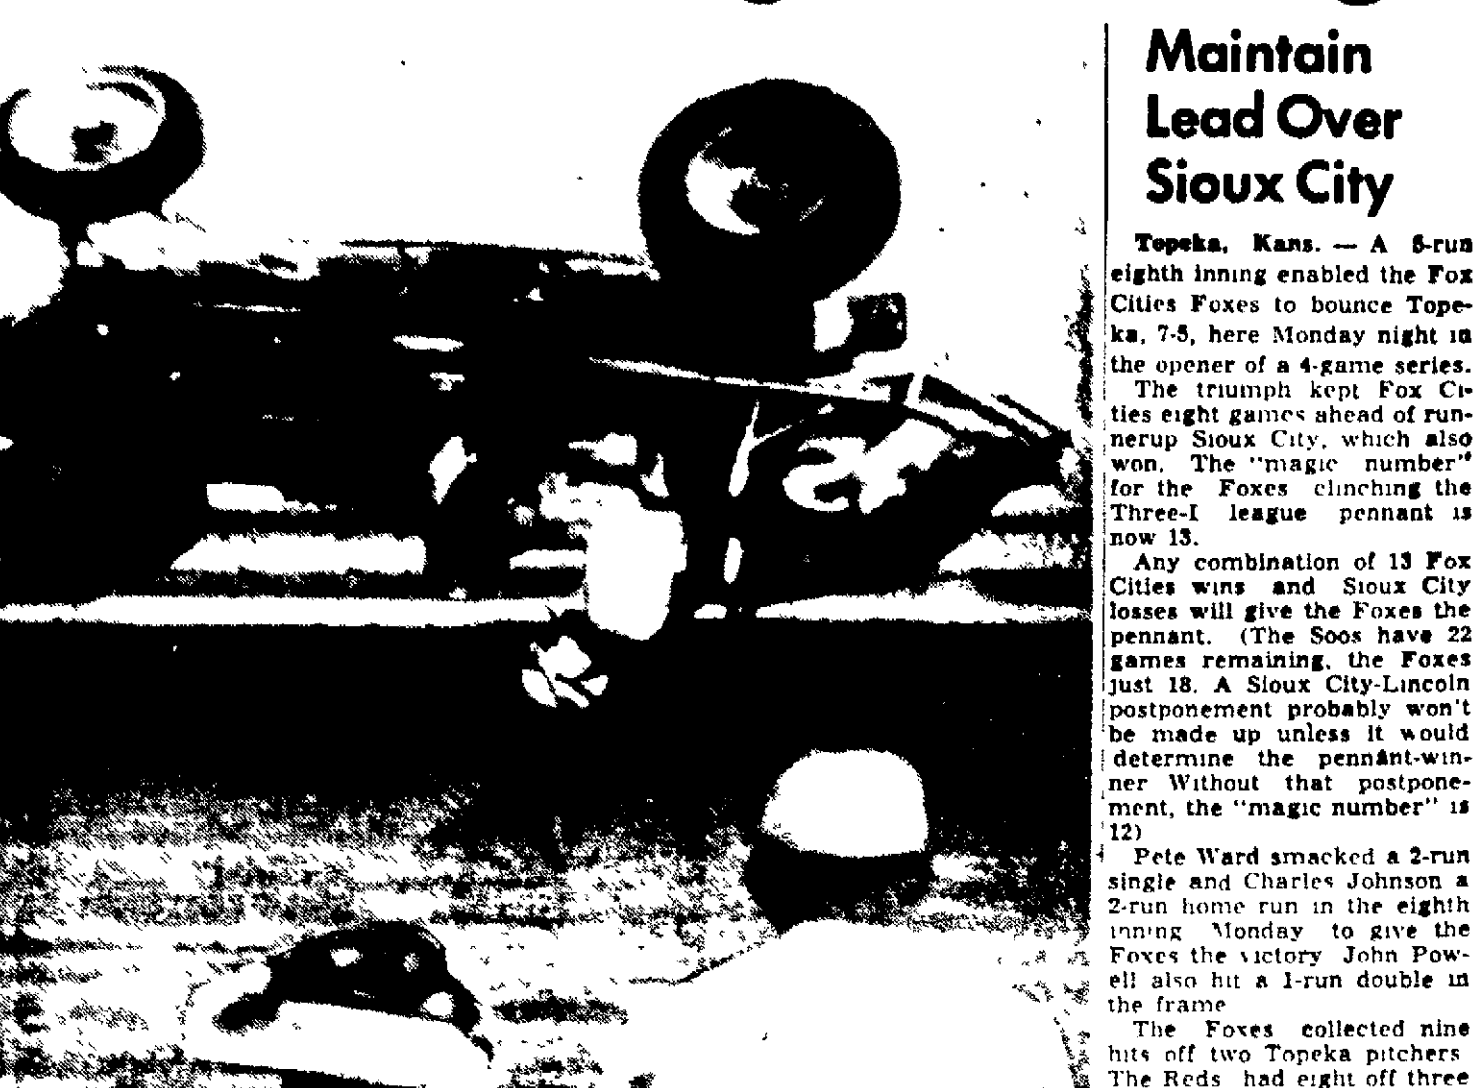 Maintain
Lead Over
Sioux City
Topeka, Kans. — A 5-run
eighth inning enabled the Fox
Cities Foxes to bounce Tope-
ka, 7-5, here Monday night in
the opener of a 4-game series.
The triumph kept Fox Ci-
ties eight games ahead of run-
nerup Sioux City, which also
won. The "magic number"
for the Foxes clinching the
Three-I league pennant is
now 13.
Any combination of 13 Fox
Cities wins and Sioux City
losses will give the Foxes the
pennant. (The Soos have 22
games remaining, the Foxes
just 18. A Sioux City-Lincoln
postponement probably won't
be made up unless it would
determine the pennant-win-
ner Without that postpone-
ment, the "magic number" is
12)
Pete Ward smacked a 2-run
single and Charles Johnson a
2-run home run in the eighth
inning Monday to give the
Foxes the victory John Pow-
ell also hit a 1-run double in
the frame
The Foxes collected nine
hits off two Topeka pitchers
The Reds had eight off three